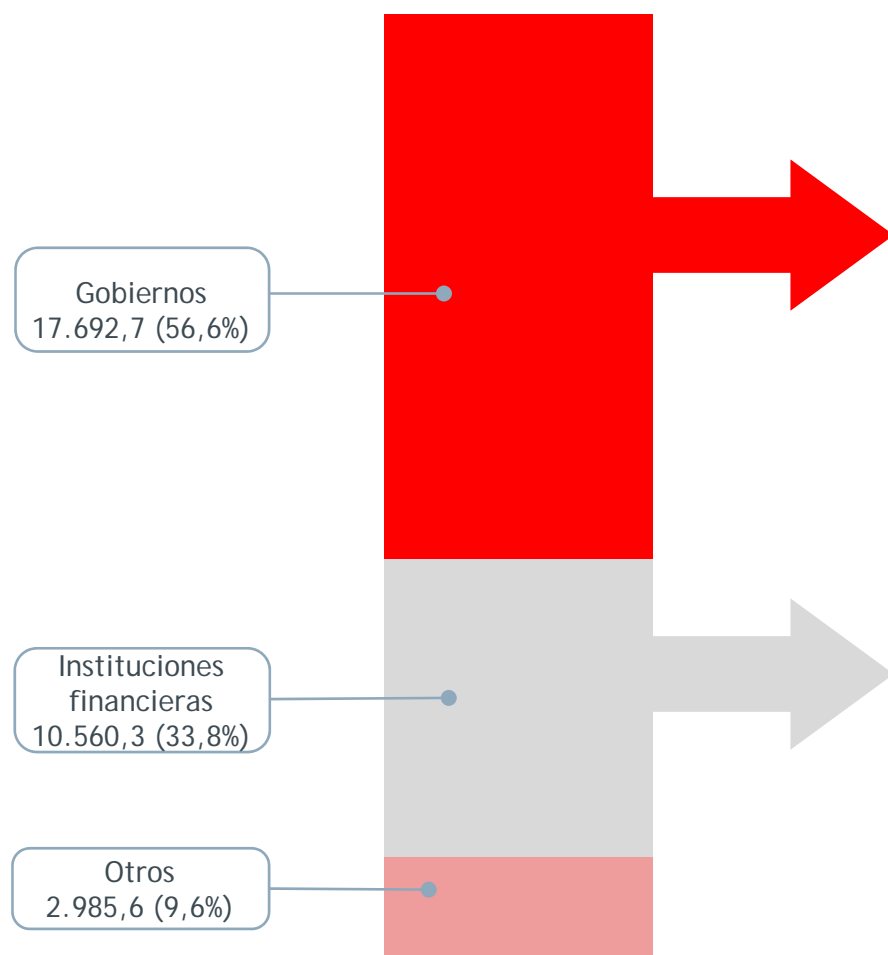 Gobiernos
17.692,7 (56,6%)
Instituciones
financieras
10.560,3 (33,8%)
Otros
2.985,6 (9,6%)